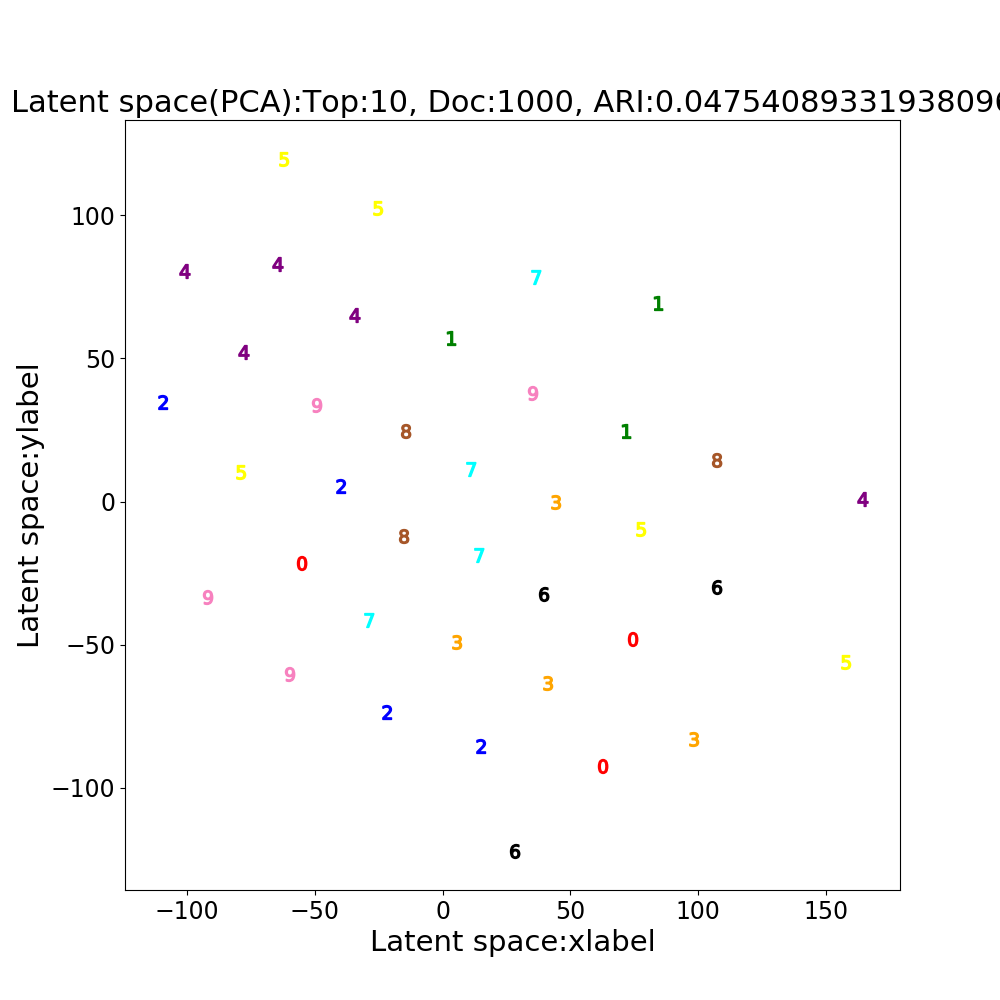 Latent space(PCA):Top:10, Doc:1000, ARI:0.04754089331938096
5
5
100
4 4 7
4 1
1
50 4
2 9 9
8 1
5 7 8
2
0 3 4
8 5
0 7
9 6 6
7
−50 3 0
9 3 5
2
2 3
0
−100
6
−100 −50 0 50 100 150
Latent space:xlabel
Latent space:ylabel